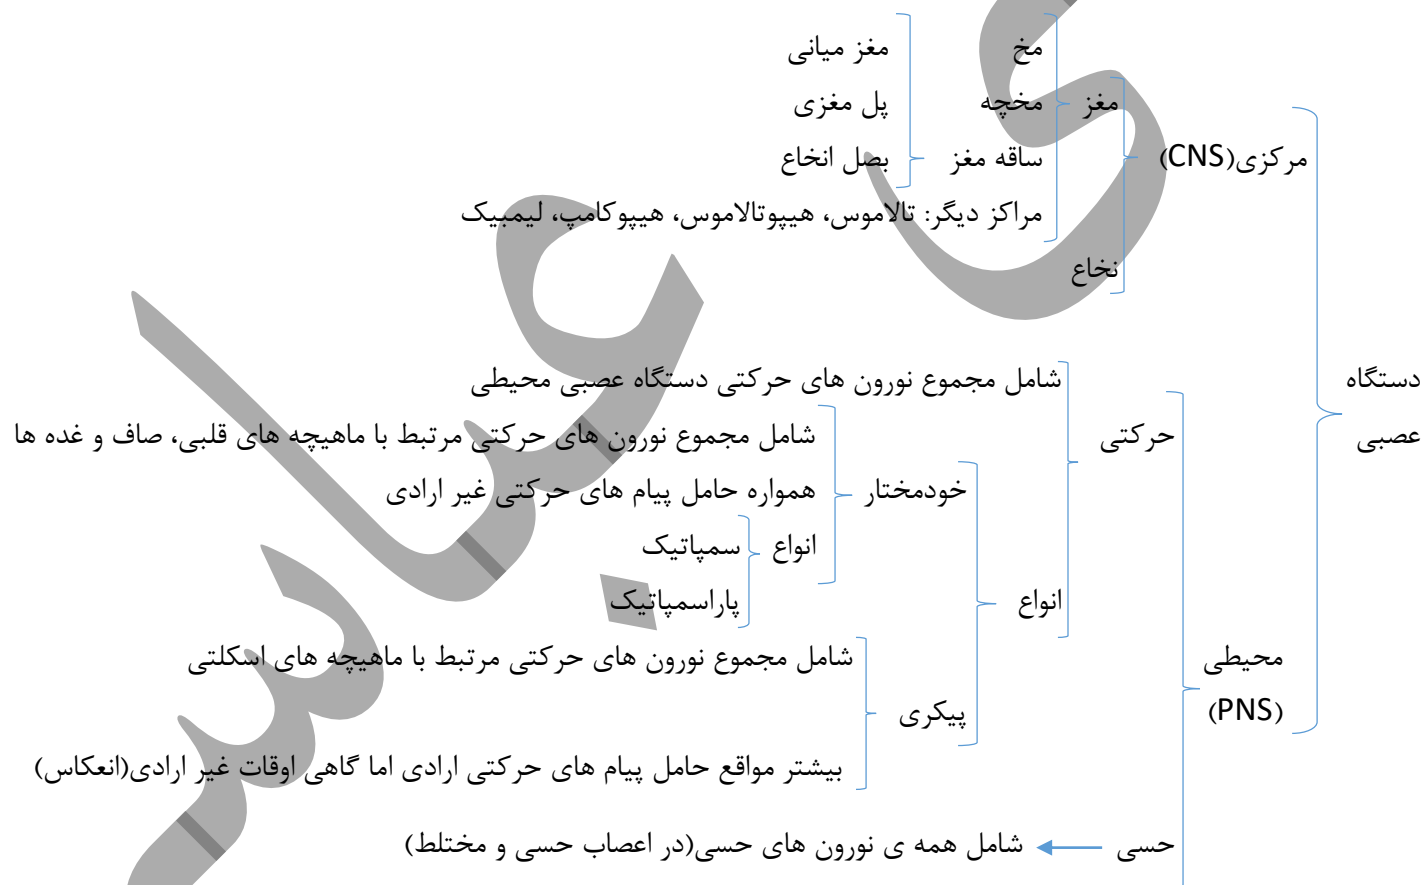 مخ مغز میانی
مغز مخچه پل مغزی
مرکزی(CNS) ساقه مغز بصل انخاع
مراکز دیگر: تالاموس، هیپوتالاموس، هیپوکامپ، لیمبیک
نخاع
دستگاه شامل مجموع نورون های حرکتی دستگاه عصبی محیطی
عصبی حرکتی شامل مجموع نورون های حرکتی مرتبط با ماهیچه های قلبی، صاف و غده ها
خودمختار همواره حامل پیام های حرکتی غیر ارادی
انواع سمپاتیک
انواع پاراسمپاتیک
محیطی شامل مجموع نورون های حرکتی مرتبط با ماهیچه های اسکلتی
(PNS) پیکری
بیشتر مواقع حامل پیام های حرکتی ارادی اما گاهی اوقات غیر ارادی(انعکاس)
حسی شامل همه ی نورون های حسی(در اعصاب حسی و مختلط)